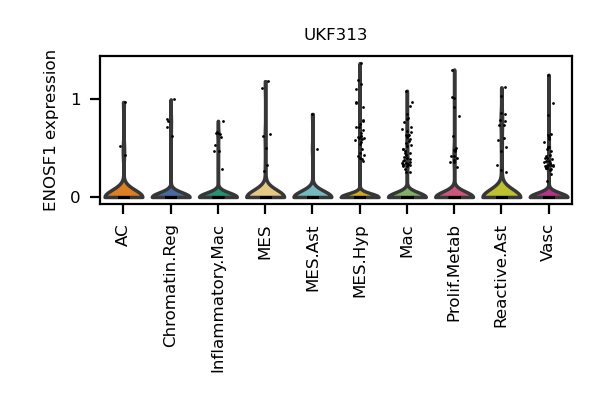 UKF313
ENOSF1 expression
1
0
AC
Chromatin.Reg
Inflammatory.Mac
MES
MES.Ast
MES.Hyp
Mac
Prolif.Metab
Reactive.Ast
Vasc